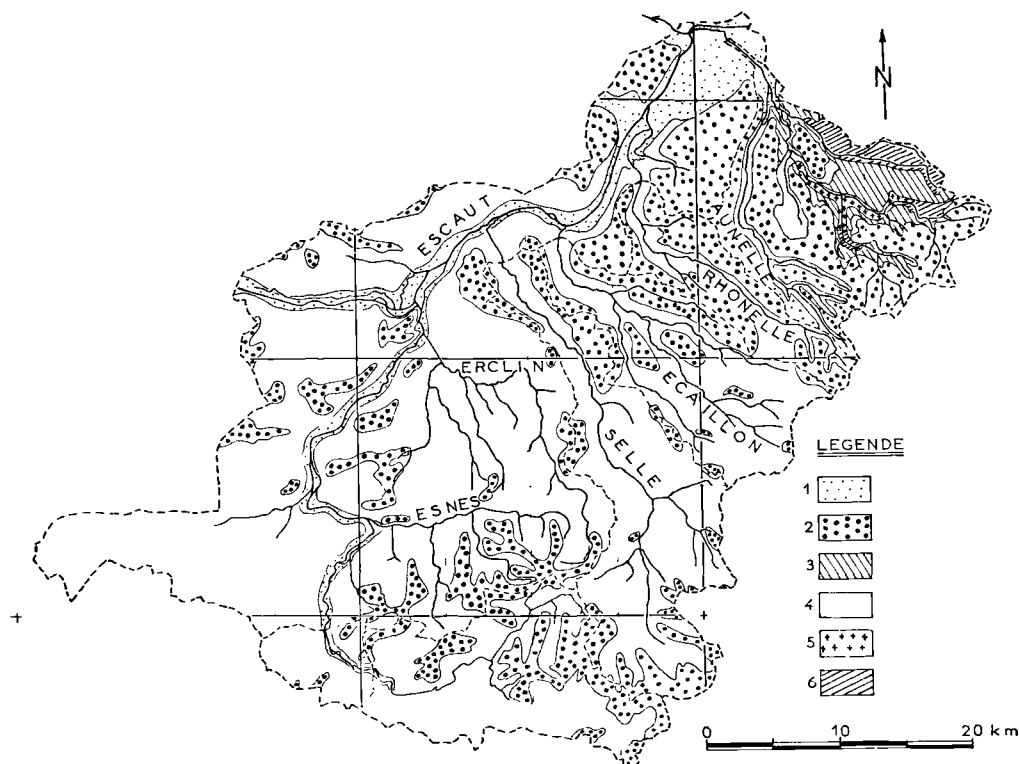 N
ESCAUT
AUNELLE
RHONELLE
ERCLIN
ECAILLON
SELLE
ESNES
LEGENDE
1
2
3
4
5
6
0 10 20 km